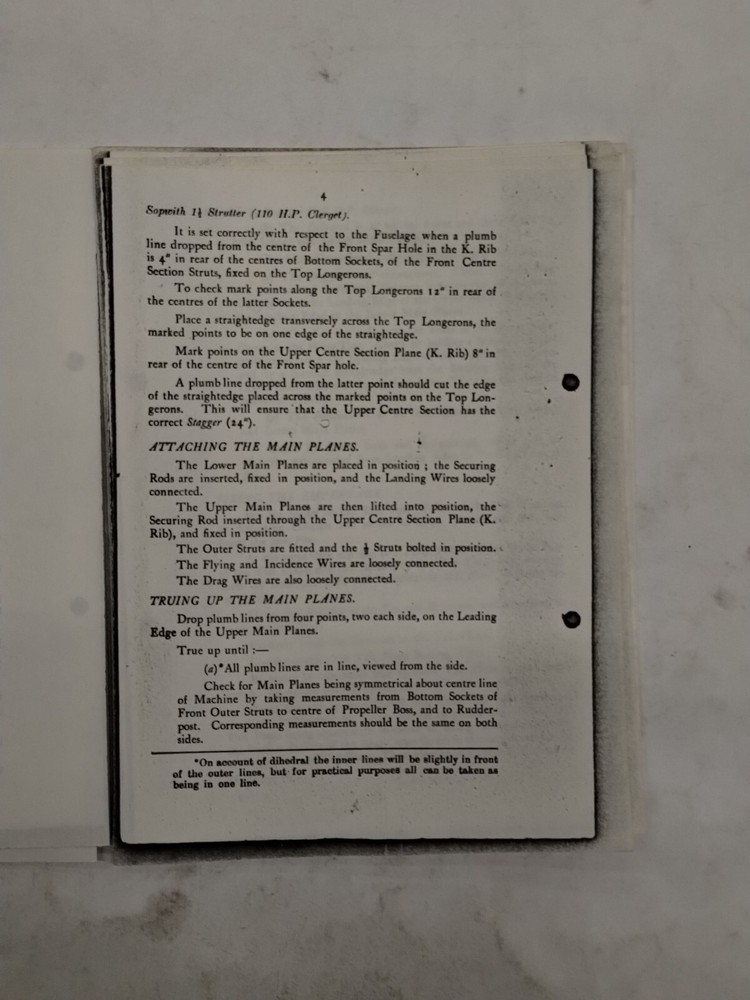 4
Sopwith 1½ Strutter (110 H.P. Clerget).
It is set correctly with respect to the Fuselage when a plumb
line dropped from the centre of the Front Spar Hole in the K. Rib
is 4" in rear of the centres of Bottom Sockets, of the Front Centre
Section Struts, fixed on the Top Longerons.
To check mark points along the Top Longerons 12" in rear of
the centres of the latter Sockets.
Place a straightedge transversely across the Top Longerons, the
marked points to be on one edge of the straightedge.
Mark points on the Upper Centre Section Plane (K. Rib) 8" in
rear of the centre of the Front Spar hole.
A plumb line dropped from the latter point should cut the edge
of the straightedge placed across the marked points on the Top Lon-
gerons. This will ensure that the Upper Centre Section has the
correct Stagger (24").
ATTACHING THE MAIN PLANES.
The Lower Main Planes are placed in position ; the Securing
Rods are inserted, fixed in position, and the Landing Wires loosely
connected.
The Upper Main Planes are then lifted into position, the
Securing Rod inserted through the Upper Centre Section Plane (K.
Rib), and fixed in position.
The Outer Struts are fitted and the ½ Struts bolted in position.
The Flying and Incidence Wires are loosely connected.
The Drag Wires are also loosely connected.
TRUING UP THE MAIN PLANES.
Drop plumb lines from four points, two each side, on the Leading
Edge of the Upper Main Planes.
True up until :—
(a)*All plumb lines are in line, viewed from the side.
Check for Main Planes being symmetrical about centre line
of Machine by taking measurements from Bottom Sockets of
Front Outer Struts to centre of Propeller Boss, and to Rudder-
post. Corresponding measurements should be the same on both
sides.
*On account of dihedral the inner lines will be slightly in front
of the outer lines, but for practical purposes all can be taken as
being in one line.